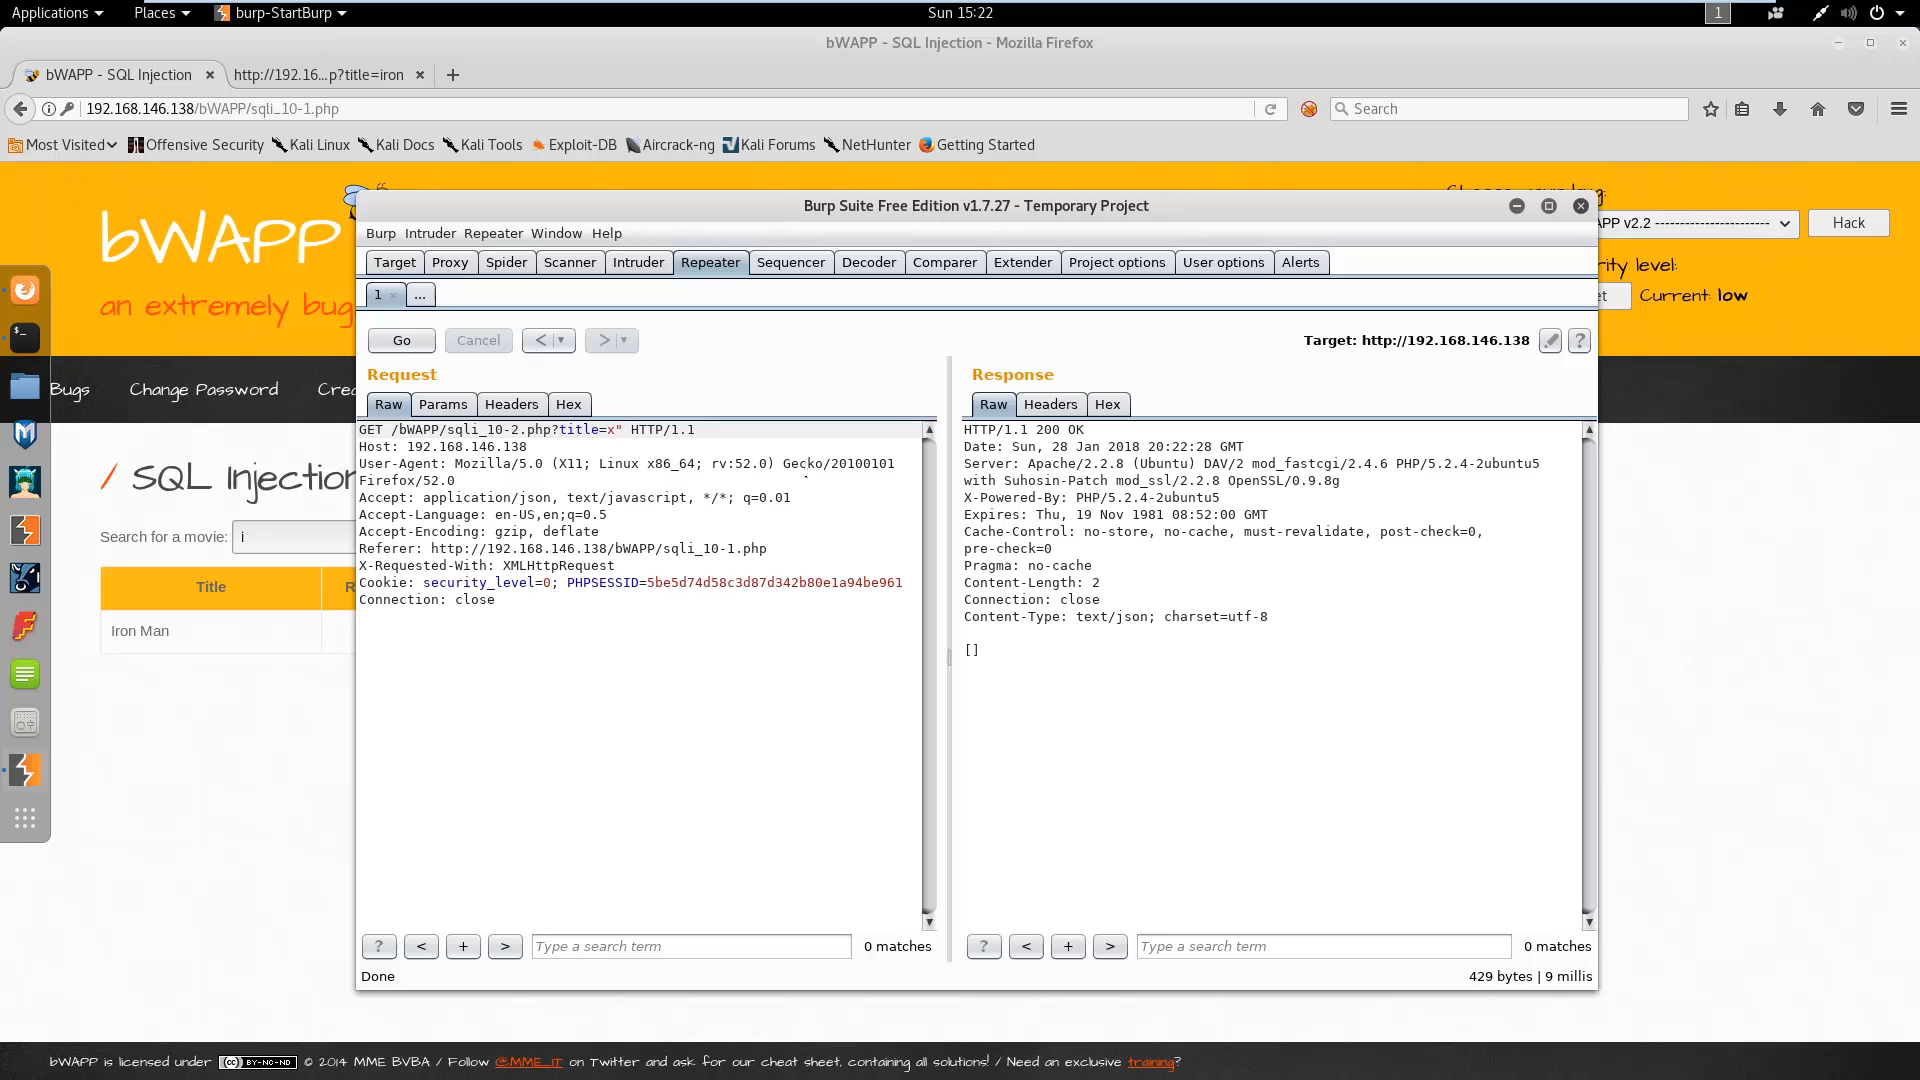 Applications Places burp-StartBurp Sun 15:22 1
bWAPP - SQL Injection - Mozilla Firefox
bWAPP - SQL Injection × http://192.16...p?title=iron × +
192.168.146.138/bWAPP/sqli_10-1.php Search
Most Visited Offensive Security Kali Linux Kali Docs Kali Tools Exploit-DB Aircrack-ng Kali Forums NetHunter Getting Started
bWAPP
an extremely bug
APP v2.2 ----------------------- Hack
rity level:
et Current: low
Bugs Change Password Crea
/ SQL Injection
Search for a movie: i
Title R
Iron Man
Burp Suite Free Edition v1.7.27 - Temporary Project
Burp Intruder Repeater Window Help
Target Proxy Spider Scanner Intruder Repeater Sequencer Decoder Comparer Extender Project options User options Alerts
1 × ...
Go Cancel < > Target: http://192.168.146.138 ?
Request
Raw Params Headers Hex
GET /bWAPP/sqli_10-2.php?title=x" HTTP/1.1
Host: 192.168.146.138
User-Agent: Mozilla/5.0 (X11; Linux x86_64; rv:52.0) Gecko/20100101
Firefox/52.0
Accept: application/json, text/javascript, */*; q=0.01
Accept-Language: en-US,en;q=0.5
Accept-Encoding: gzip, deflate
Referer: http://192.168.146.138/bWAPP/sqli_10-1.php
X-Requested-With: XMLHttpRequest
Cookie: security_level=0; PHPSESSID=5be5d74d58c3d87d342b80e1a94be961
Connection: close
? < + > Type a search term 0 matches
Response
Raw Headers Hex
HTTP/1.1 200 OK
Date: Sun, 28 Jan 2018 20:22:28 GMT
Server: Apache/2.2.8 (Ubuntu) DAV/2 mod_fastcgi/2.4.6 PHP/5.2.4-2ubuntu5
with Suhosin-Patch mod_ssl/2.2.8 OpenSSL/0.9.8g
X-Powered-By: PHP/5.2.4-2ubuntu5
Expires: Thu, 19 Nov 1981 08:52:00 GMT
Cache-Control: no-store, no-cache, must-revalidate, post-check=0,
pre-check=0
Pragma: no-cache
Content-Length: 2
Connection: close
Content-Type: text/json; charset=utf-8
[]
? < + > Type a search term 0 matches
Done 429 bytes | 9 millis
bWAPP is licensed under (cc) BY-NC-ND © 2014 MME BVBA / Follow @MME_IT on Twitter and ask for our cheat sheet, containing all solutions! / Need an exclusive training?